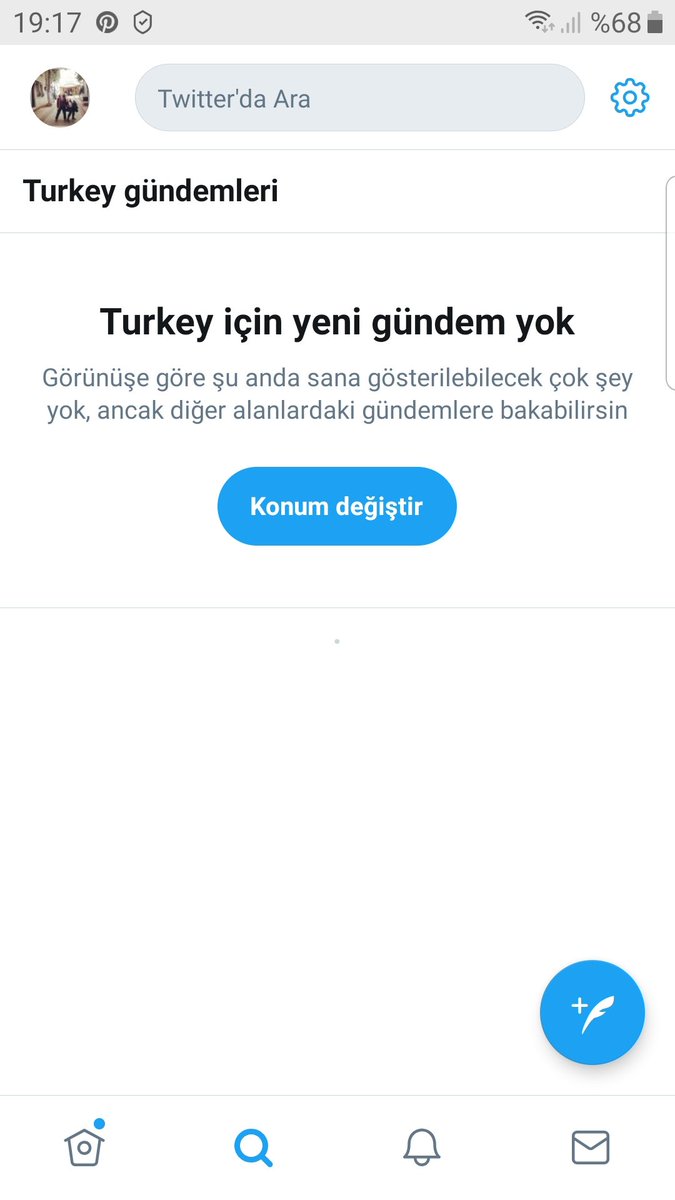 19:17 %68
Twitter'da Ara
Turkey gündemleri
Turkey için yeni gündem yok
Görünüşe göre şu anda sana gösterilebilecek çok şey
yok, ancak diğer alanlardaki gündemlere bakabilirsin
Konum değiştir